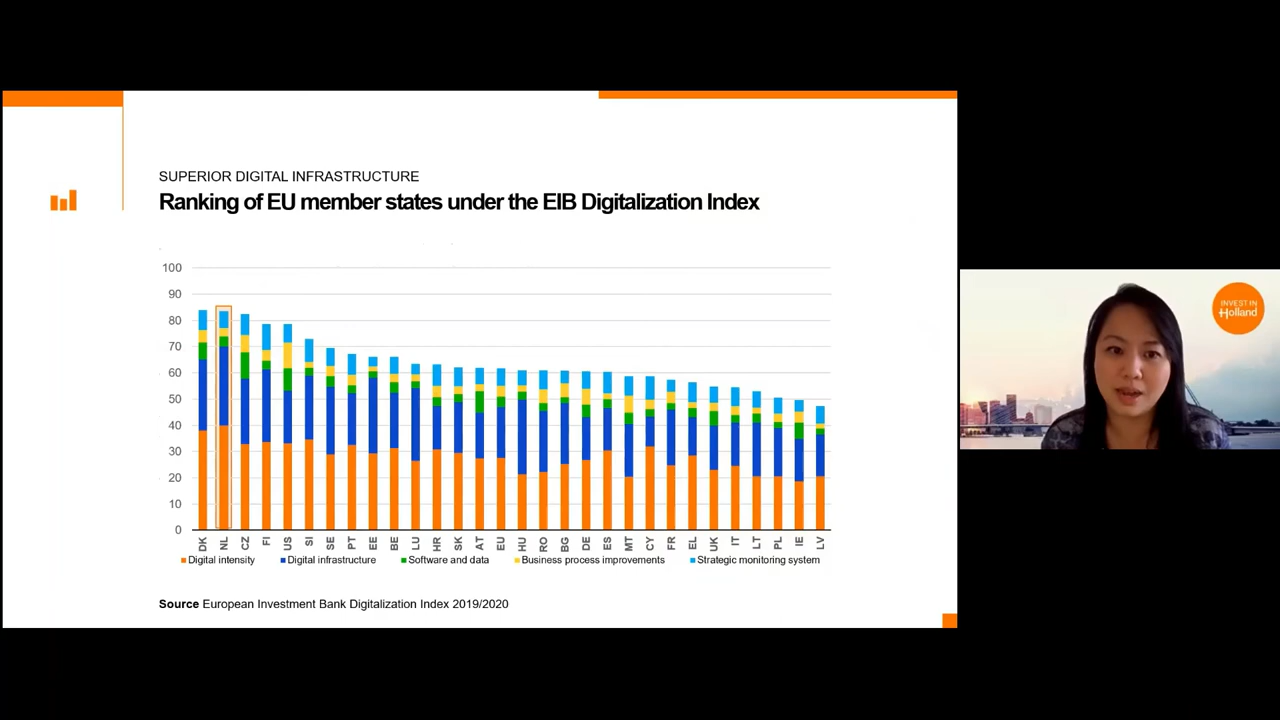 SUPERIOR DIGITAL INFRASTRUCTURE
Ranking of EU member states under the EIB Digitalization Index
100
90
80
70
60
50
40
30
20
10
0
DK NL CZ FI US SI SE PT EE BE LU HR SK AT EU HU RO BG DE ES MT CY FR EL UK IT LT PL IE LV
Digital intensity Digital infrastructure Software and data Business process improvements Strategic monitoring system
Source European Investment Bank Digitalization Index 2019/2020
INVEST IN
Holland